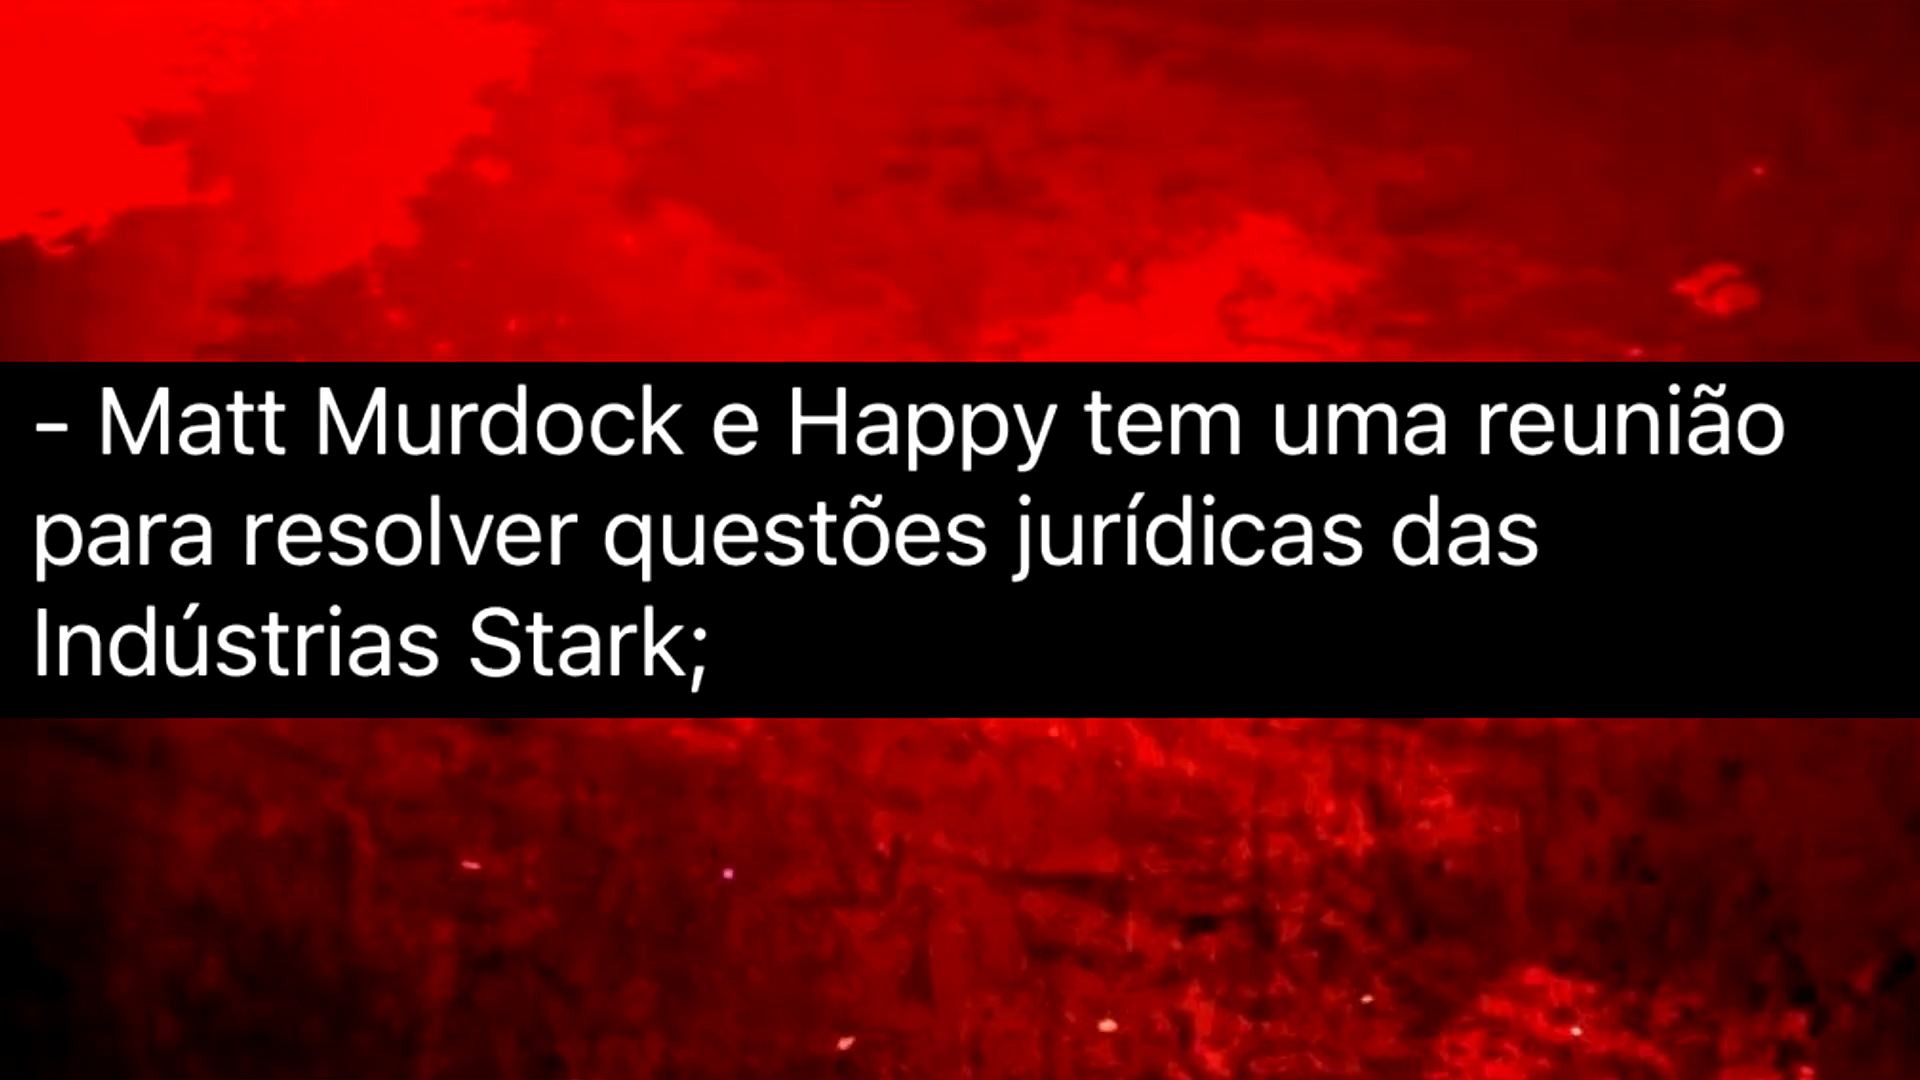 - Matt Murdock e Happy tem uma reunião
para resolver questões jurídicas das
Indústrias Stark;